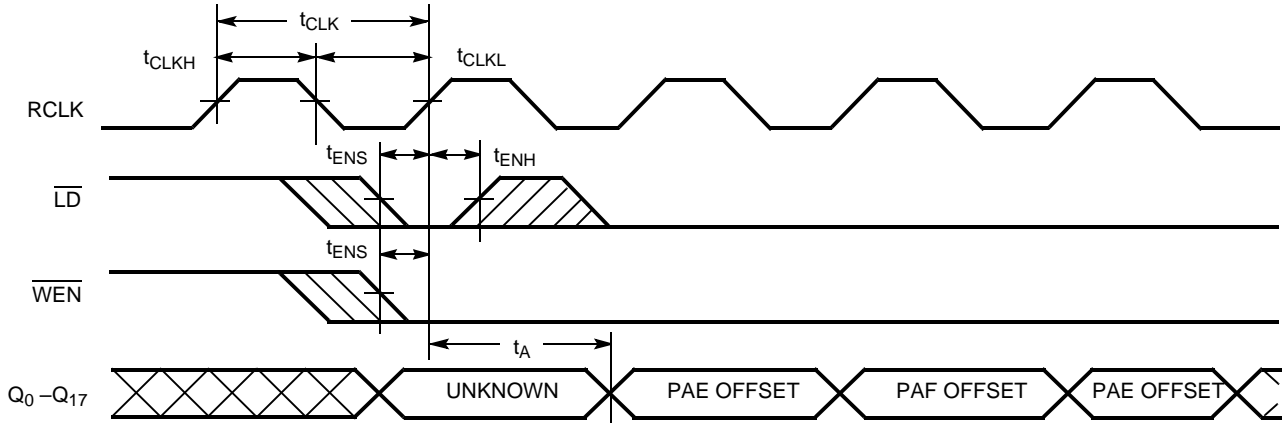 tCLK
tCLKH
tCLKL
RCLK
tENS
tENH
LD
tENS
WEN
tA
Q0 –Q17
UNKNOWN
PAE OFFSET
PAF OFFSET
PAE OFFSET